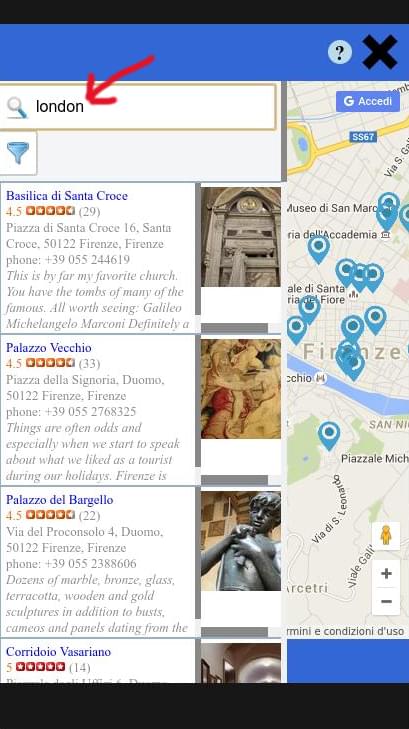 ?
london
Basilica di Santa Croce
4.5 (29)
Piazza di Santa Croce 16, Santa
Croce, 50122 Firenze, Firenze
phone: +39 055 244619
This is by far my favorite church.
You have the tombs of many of the
famous. All worth seeing: Galileo
Michelangelo Marconi Definitely a
Palazzo Vecchio
4.5 (33)
Piazza della Signoria, Duomo,
50122 Firenze, Firenze
phone: +39 055 2768325
Things are often odds and
especially when we start to speak
about what we liked as a tourist
during our holidays. Firenze is
Palazzo del Bargello
4.5 (22)
Via del Proconsolo 4, Duomo,
50122 Firenze, Firenze
phone: +39 055 2388606
Dozens of marble, bronze, glass,
terracotta, wooden and gold
sculptures in addition to busts,
cameos and panels dating from the
Corridoio Vasariano
5 (14)
G Accedi
SS67
Via S. Gal
Museo di San Marco
ria dell'Accademia
ale di Santa
ria del Fiore
Firenze
cchio
SAN NIC
Piazzale Mich
Via di S. Leonardo
Viale Gali
Arcetri
+
−
rmini e condizioni d'uso